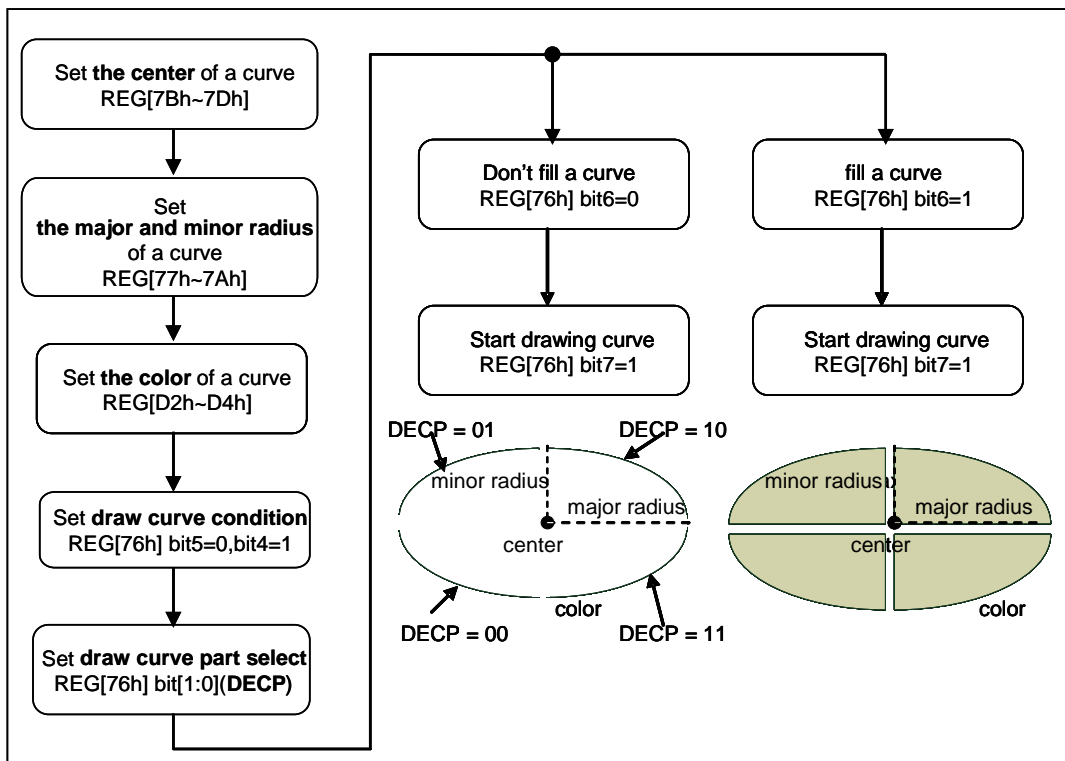 Set the center of a curve
REG[7Bh~7Dh]
Set
the major and minor radius
of a curve
REG[77h~7Ah]
Set the color of a curve
REG[D2h~D4h]
Set draw curve condition
REG[76h] bit5=0,bit4=1
Set draw curve part select
REG[76h] bit[1:0](DECP)
Don't fill a curve
REG[76h] bit6=0
Start drawing curve
REG[76h] bit7=1
fill a curve
REG[76h] bit6=1
Start drawing curve
REG[76h] bit7=1
DECP = 01
DECP = 10
minor radius
major radius
center
color
DECP = 00
DECP = 11
minor radius
major radius
center
color